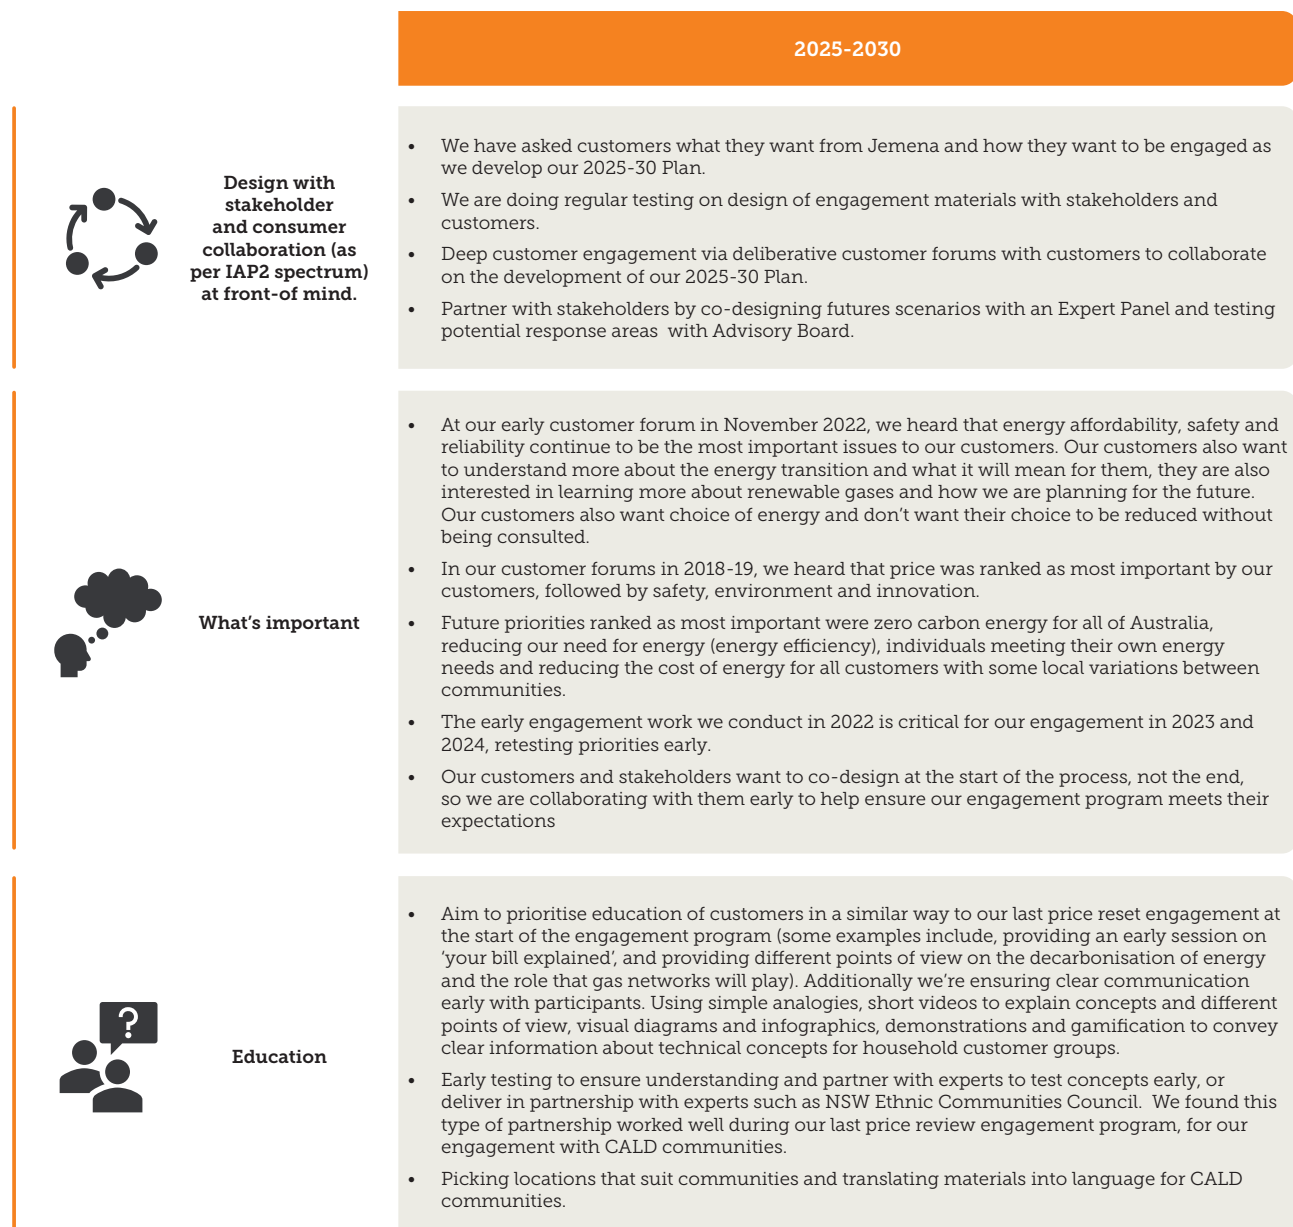 2025-2030
Design with
stakeholder
and consumer
collaboration (as
per IAP2 spectrum)
at front-of mind.
• We have asked customers what they want from Jemena and how they want to be engaged as
we develop our 2025-30 Plan.
• We are doing regular testing on design of engagement materials with stakeholders and
customers.
• Deep customer engagement via deliberative customer forums with customers to collaborate
on the development of our 2025-30 Plan.
• Partner with stakeholders by co-designing futures scenarios with an Expert Panel and testing
potential response areas  with Advisory Board.
What's important
• At our early customer forum in November 2022, we heard that energy affordability, safety and
reliability continue to be the most important issues to our customers. Our customers also want
to understand more about the energy transition and what it will mean for them, they are also
interested in learning more about renewable gases and how we are planning for the future.
Our customers also want choice of energy and don't want their choice to be reduced without
being consulted.
• In our customer forums in 2018-19, we heard that price was ranked as most important by our
customers, followed by safety, environment and innovation.
• Future priorities ranked as most important were zero carbon energy for all of Australia,
reducing our need for energy (energy efficiency), individuals meeting their own energy
needs and reducing the cost of energy for all customers with some local variations between
communities.
• The early engagement work we conduct in 2022 is critical for our engagement in 2023 and
2024, retesting priorities early.
• Our customers and stakeholders want to co-design at the start of the process, not the end,
so we are collaborating with them early to help ensure our engagement program meets their
expectations
?
Education
• Aim to prioritise education of customers in a similar way to our last price reset engagement at
the start of the engagement program (some examples include, providing an early session on
'your bill explained', and providing different points of view on the decarbonisation of energy
and the role that gas networks will play). Additionally we're ensuring clear communication
early with participants. Using simple analogies, short videos to explain concepts and different
points of view, visual diagrams and infographics, demonstrations and gamification to convey
clear information about technical concepts for household customer groups.
• Early testing to ensure understanding and partner with experts to test concepts early, or
deliver in partnership with experts such as NSW Ethnic Communities Council.  We found this
type of partnership worked well during our last price review engagement program, for our
engagement with CALD communities.
• Picking locations that suit communities and translating materials into language for CALD
communities.